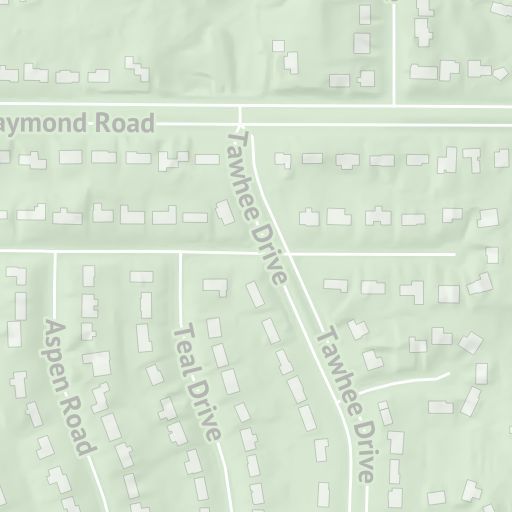 aymond Road
Tawhee Drive
Tawhee Drive
Aspen Road
Teal Drive